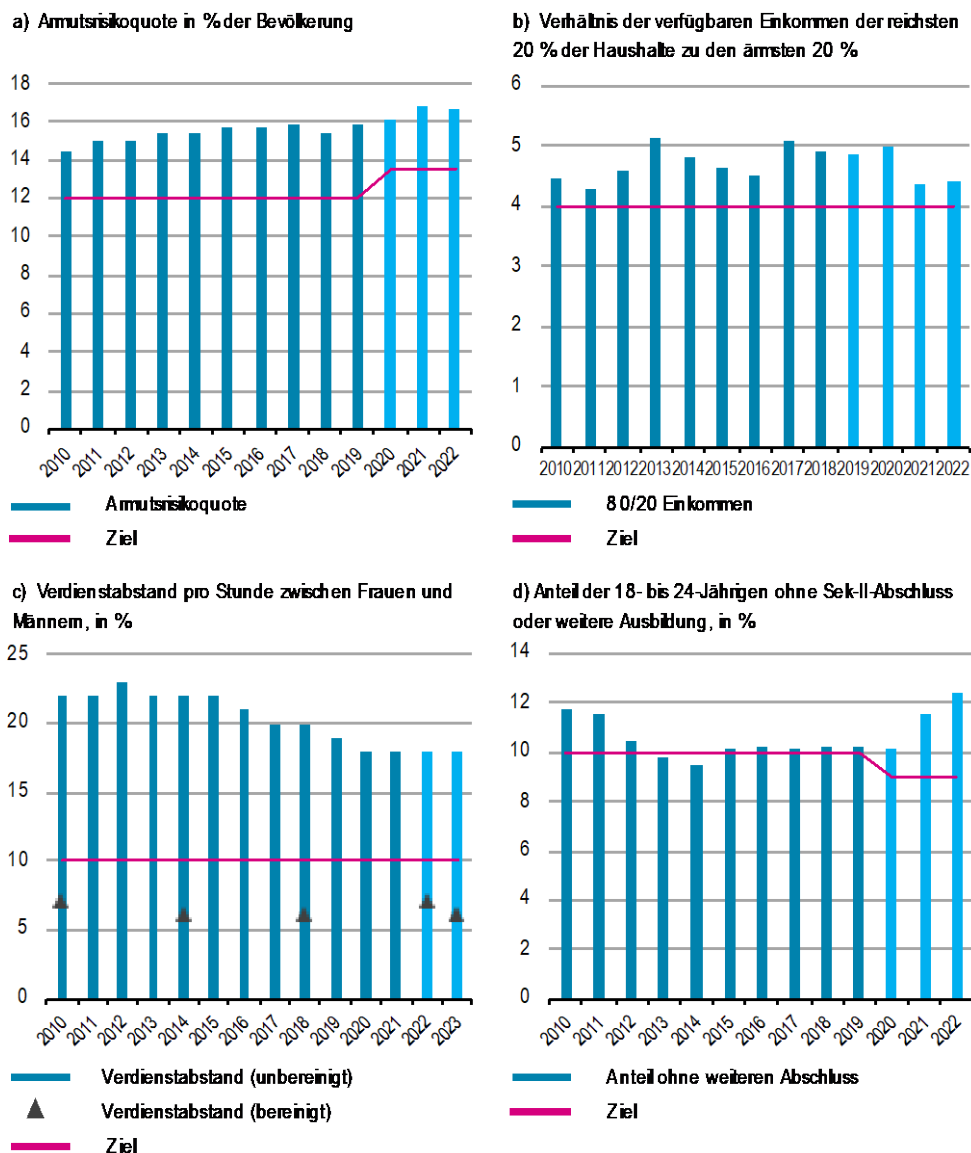 a) Armutsrisikoquote in % der Bevölkerung
18
16
14
12
10
8
6
4
2
0
2010 2011 2012 2013 2014 2015 2016 2017 2018 2019 2020 2021 2022
Armutsrisikoquote
Ziel
b) Verhältnis der verfügbaren Einkommen der reichsten
20 % der Haushalte zu den ärmsten 20 %
6
5
4
3
2
1
0
2010 2011 2012 2013 2014 2015 2016 2017 2018 2019 2020 2021 2022
80/20 Einkommen
Ziel
c) Verdienstabstand pro Stunde zwischen Frauen und
Männern, in %
25
20
15
10
5
0
2010 2011 2012 2013 2014 2015 2016 2017 2018 2019 2020 2021 2022 2023
Verdienstabstand (unbereinigt)
Verdienstabstand (bereinigt)
Ziel
d) Anteil der 18- bis 24-Jährigen ohne Sek-II-Abschluss
oder weitere Ausbildung, in %
14
12
10
8
6
4
2
0
2010 2011 2012 2013 2014 2015 2016 2017 2018 2019 2020 2021 2022
Anteil ohne weiteren Abschluss
Ziel